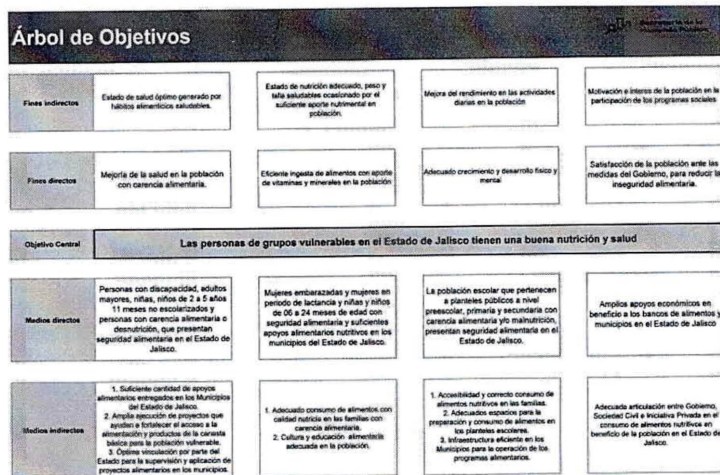 Árbol de Objetivos
Secretaría de la
Hacienda Pública
Fines indirectos
Estado de salud óptimo generado por
hábitos alimenticios saludables.
Estado de nutrición adecuado, peso y
talla saludables ocasionado por el
suficiente aporte nutrimental en
población.
Mejora del rendimiento en las actividades
diarias en la población
Motivación e interes de la población en la
participación de los programas sociales
Fines directos
Mejoría de la salud en la población
con carencia alimentaria.
Eficiente ingesta de alimentos con aporte
de vitaminas y minerales en la población
Adecuado crecimiento y desarrollo físico y
mental
Satisfacción de la población ante las
medidas del Gobierno, para reducir la
inseguridad alimentaria.
Objetivo Central
Las personas de grupos vulnerables en el Estado de Jalisco tienen una buena nutrición y salud
Medios directos
Personas con discapacidad, adultos
mayores, niñas, niños de 2 a 5 años
11 meses no escolarizados y
personas con carencia alimentaria o
desnutrición, que presentan
seguridad alimentaria en el Estado de
Jalisco.
Mujeres embarazadas y mujeres en
periodo de lactancia y niñas y niños
de 06 a 24 meses de edad con
seguridad alimentaria y suficientes
apoyos alimentarios nutritivos en los
municipios del Estado de Jalisco.
La población escolar que pertenecen
a planteles públicos a nivel
preescolar, primaria y secundaria con
carencia alimentaria y/o malnutrición,
presentan seguridad alimentaria en el
Estado de Jalisco.
Amplios apoyos económicos en
beneficio a los bancos de alimentos y
municipios en el Estado de Jalisco
Medios indirectos
1. Suficiente cantidad de apoyos
alimentarios entregados en los Municipios
del Estado de Jalisco.
2. Amplia ejecución de proyectos que
ayudan a fortalecer el acceso a la
alimentación y productos de la canasta
básica para la población vulnerable.
3. Óptima vinculación por parte del
Estado para la supervisión y aplicación de
proyectos alimentarios en los municipios.
1. Adecuado consumo de alimentos con
calidad nutricia en las familias con
carencia alimentaria.
2. Cultura y educación alimentaria
adecuada en la población.
1. Accesibilidad y correcto consumo de
alimentos nutritivos en las familias.
2. Adecuados espacios para la
preparación y consumo de alimentos en
los planteles escolares.
3. Infraestructura eficiente en los
Municipios para la operación de los
programas alimentarios.
Adecuada articulación entre Gobierno,
Sociedad Civil e Iniciativa Privada en el
consumo de alimentos nutritivos en
beneficio de la población en el Estado de
Jalisco.